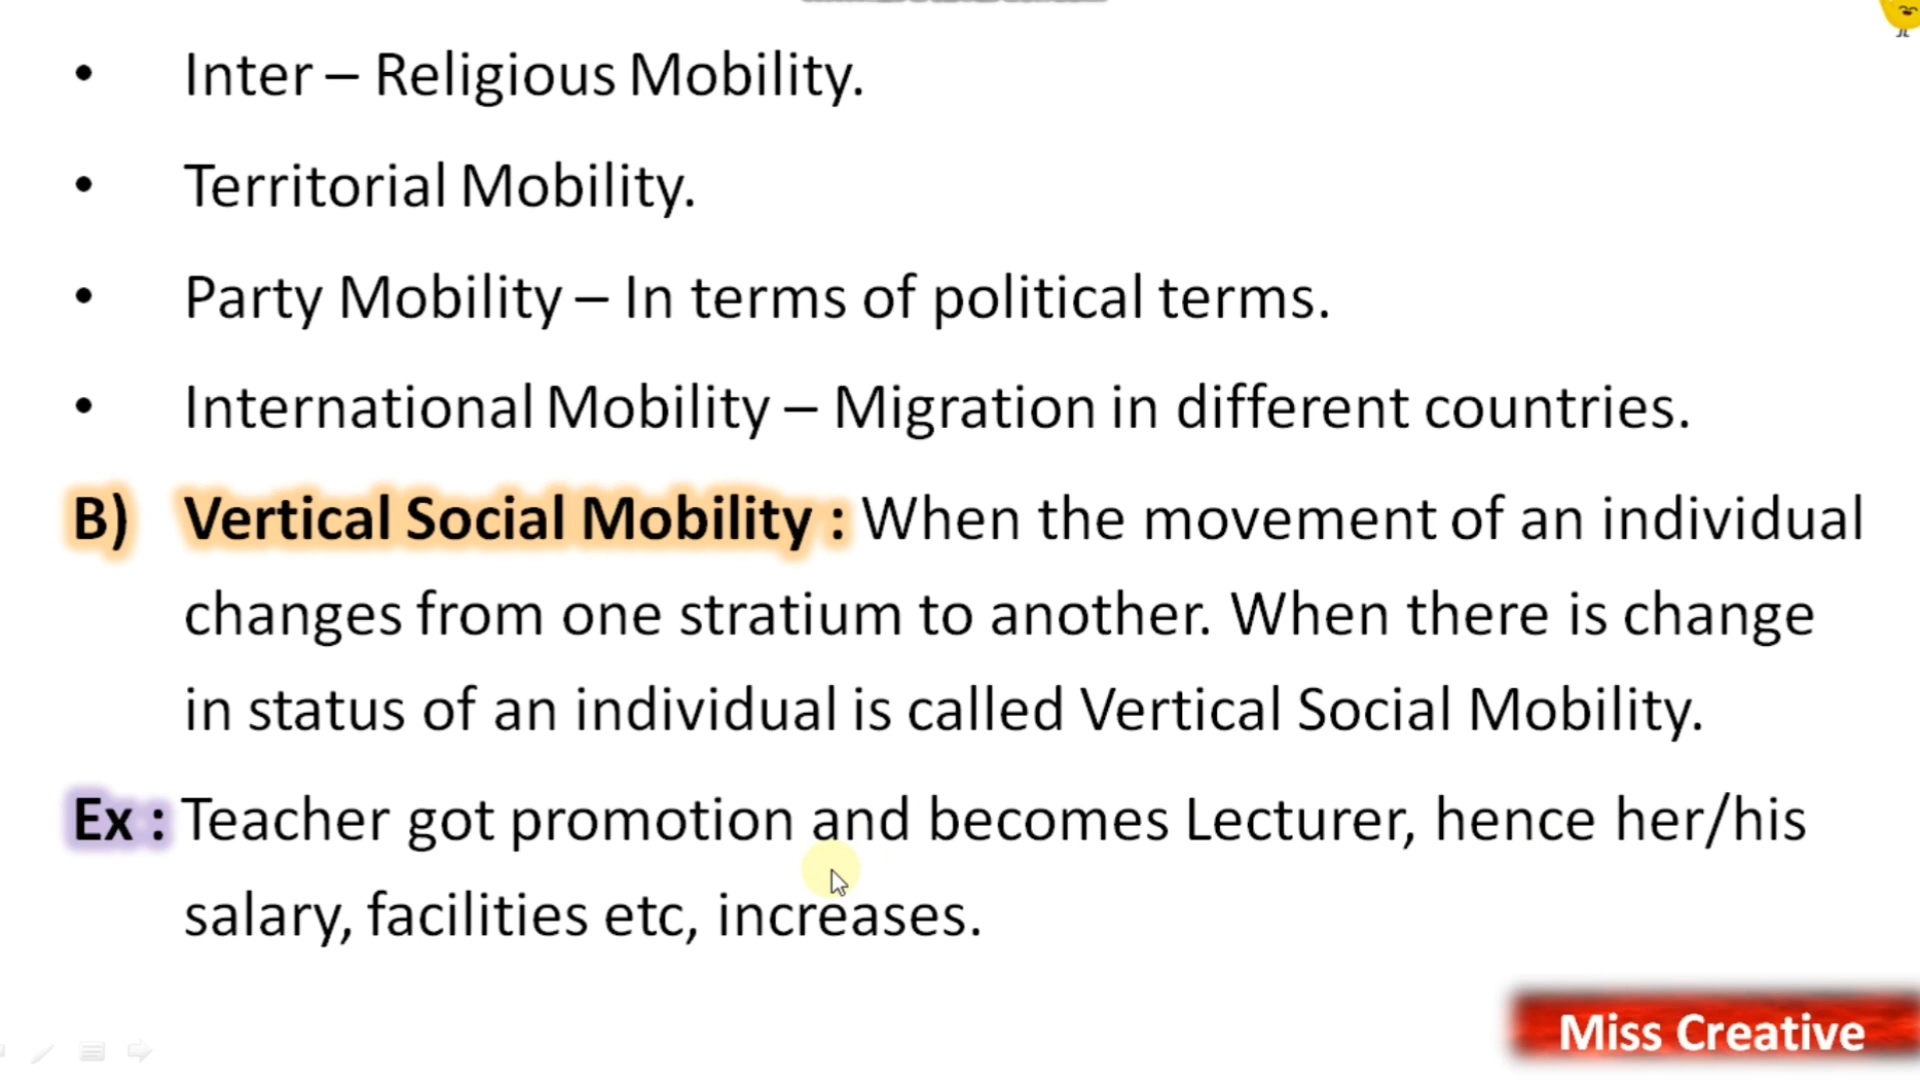 • Inter – Religious Mobility.
• Territorial Mobility.
• Party Mobility – In terms of political terms.
• International Mobility – Migration in different countries.
B) Vertical Social Mobility : When the movement of an individual
changes from one stratium to another. When there is change
in status of an individual is called Vertical Social Mobility.
Ex : Teacher got promotion and becomes Lecturer, hence her/his
salary, facilities etc, increases.
Miss Creative